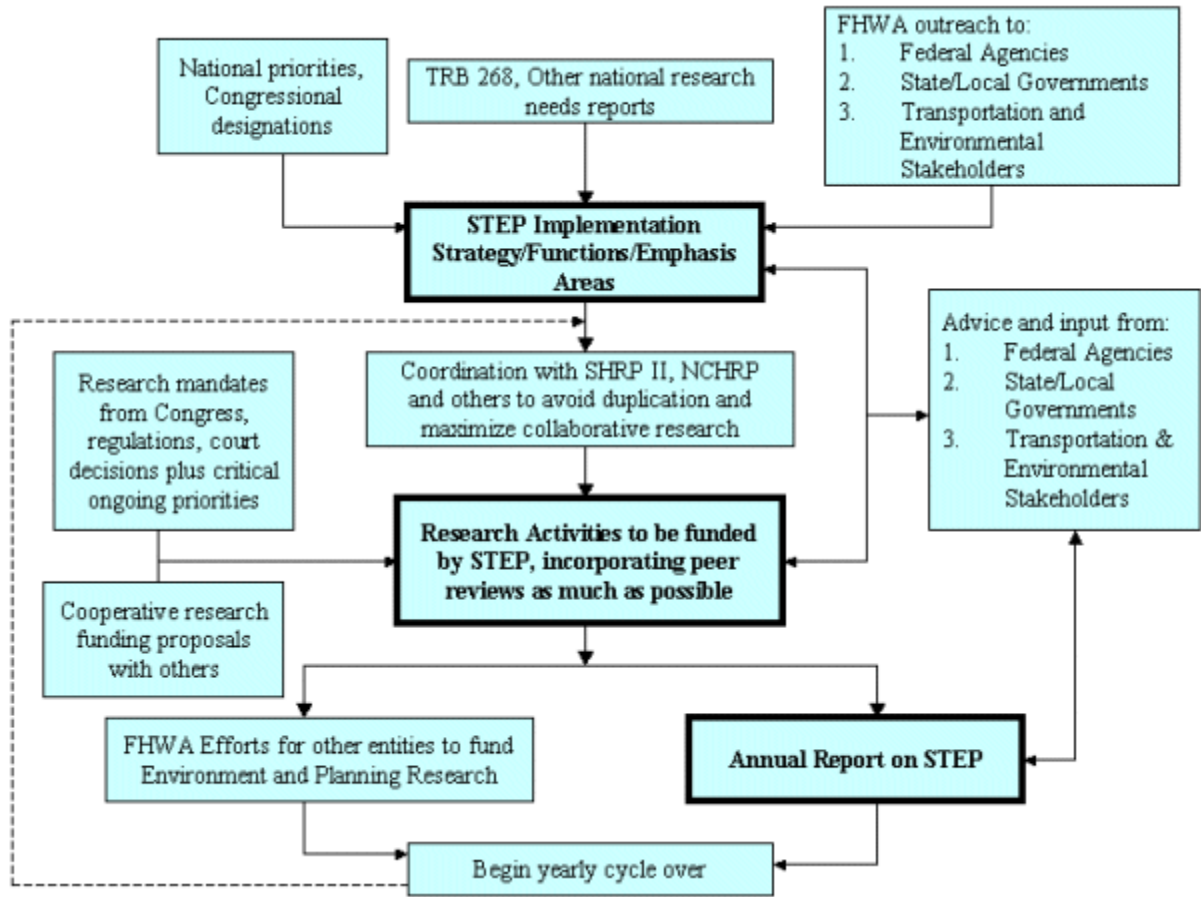 National priorities,
Congressional
designations
TRB 268, Other national research
needs reports
FHWA outreach to:
1. Federal Agencies
2. State/Local Governments
3. Transportation and
Environmental
Stakeholders
STEP Implementation
Strategy/Functions/Emphasis
Areas
Advice and input from:
1. Federal Agencies
2. State/Local
Governments
3. Transportation &
Environmental
Stakeholders
Research mandates
from Congress,
regulations, court
decisions plus critical
ongoing priorities
Coordination with SHRP II, NCHRP
and others to avoid duplication and
maximize collaborative research
Research Activities to be funded
by STEP, incorporating peer
reviews as much as possible
Cooperative research
funding proposals
with others
FHWA Efforts for other entities to fund
Environment and Planning Research
Annual Report on STEP
Begin yearly cycle over